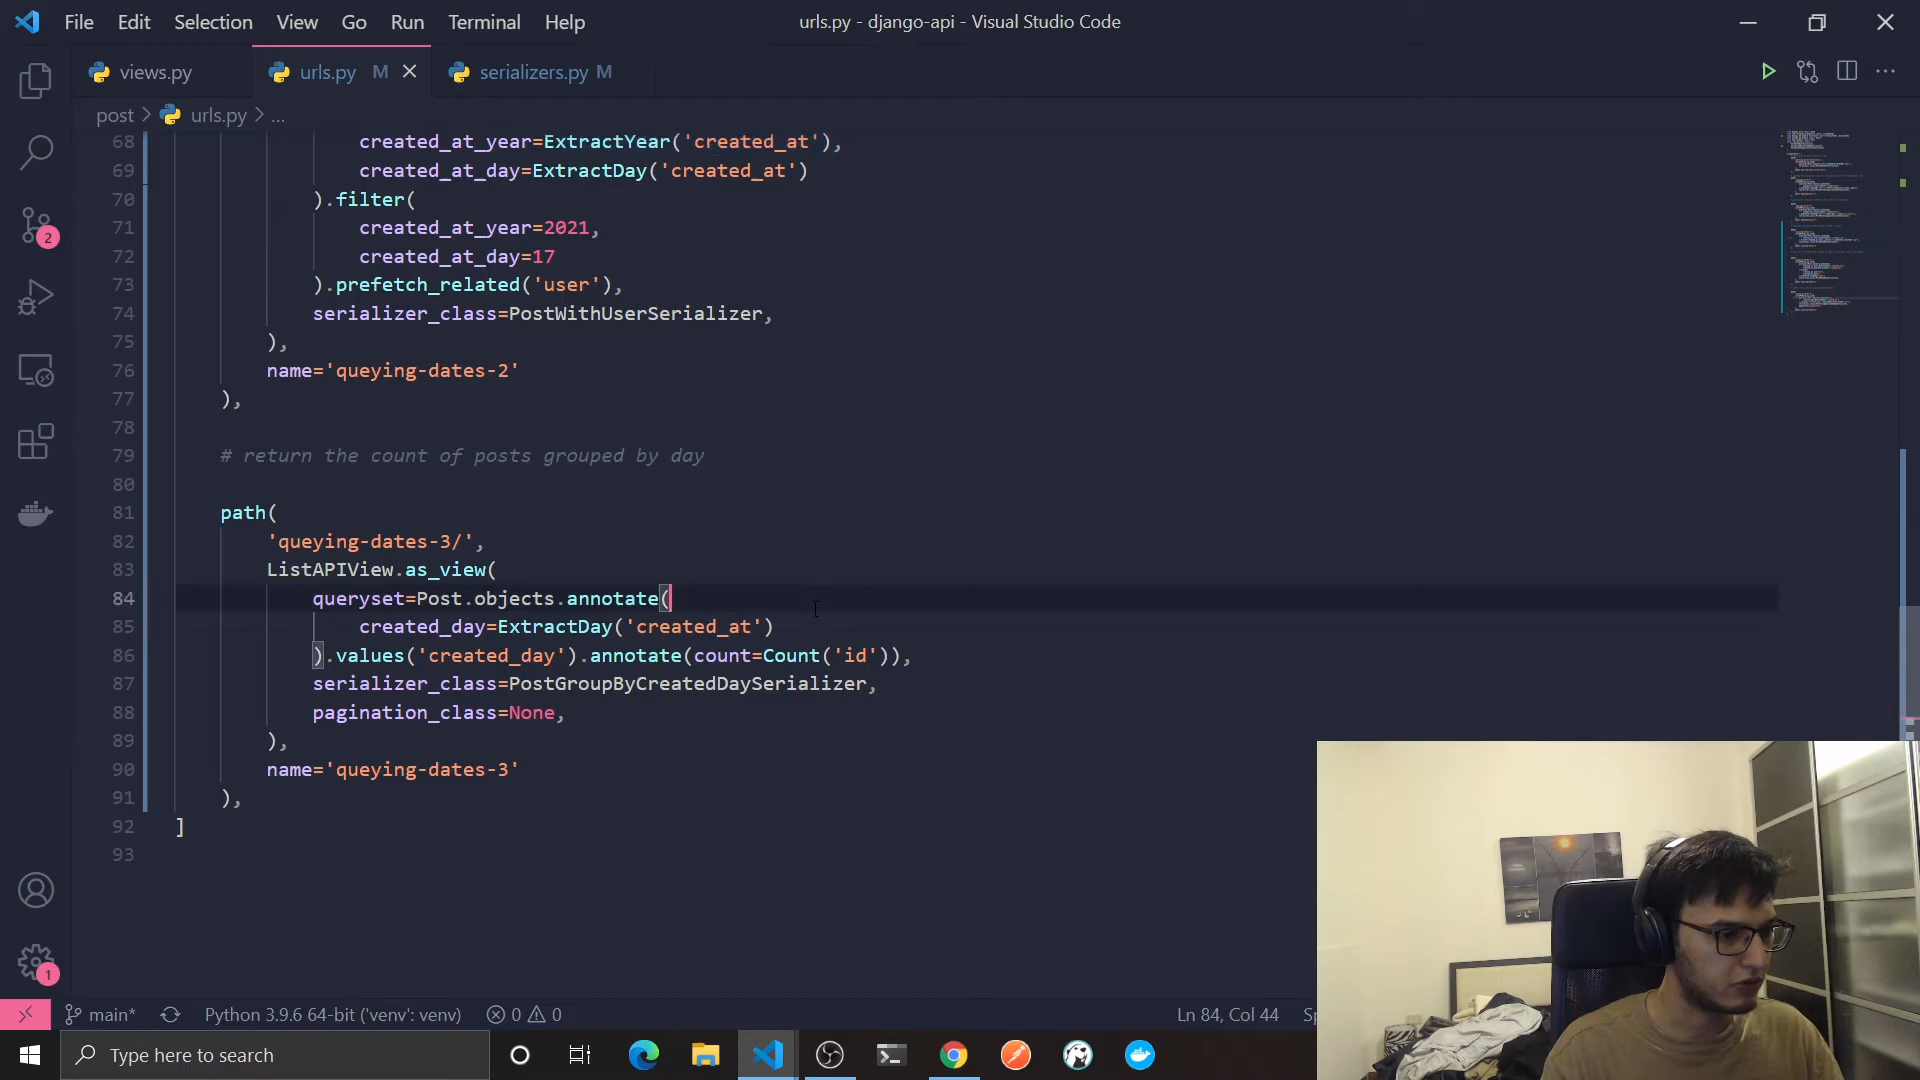 File Edit Selection View Go Run Terminal Help urls.py - django-api - Visual Studio Code
views.py urls.py M serializers.py M
post > urls.py > ...
68 created_at_year=ExtractYear('created_at'),
69 created_at_day=ExtractDay('created_at')
70 ).filter(
71 created_at_year=2021,
72 created_at_day=17
73 ).prefetch_related('user'),
74 serializer_class=PostWithUserSerializer,
75 ),
76 name='queying-dates-2'
77 ),
78
79 # return the count of posts grouped by day
80
81 path(
82 'queying-dates-3/',
83 ListAPIView.as_view(
84 queryset=Post.objects.annotate(
85 created_day=ExtractDay('created_at')
86 ).values('created_day').annotate(count=Count('id')),
87 serializer_class=PostGroupByCreatedDaySerializer,
88 pagination_class=None,
89 ),
90 name='queying-dates-3'
91 ),
92 ]
93
2
1
main* Python 3.9.6 64-bit ('venv': venv) 0 0 Ln 84, Col 44
Type here to search